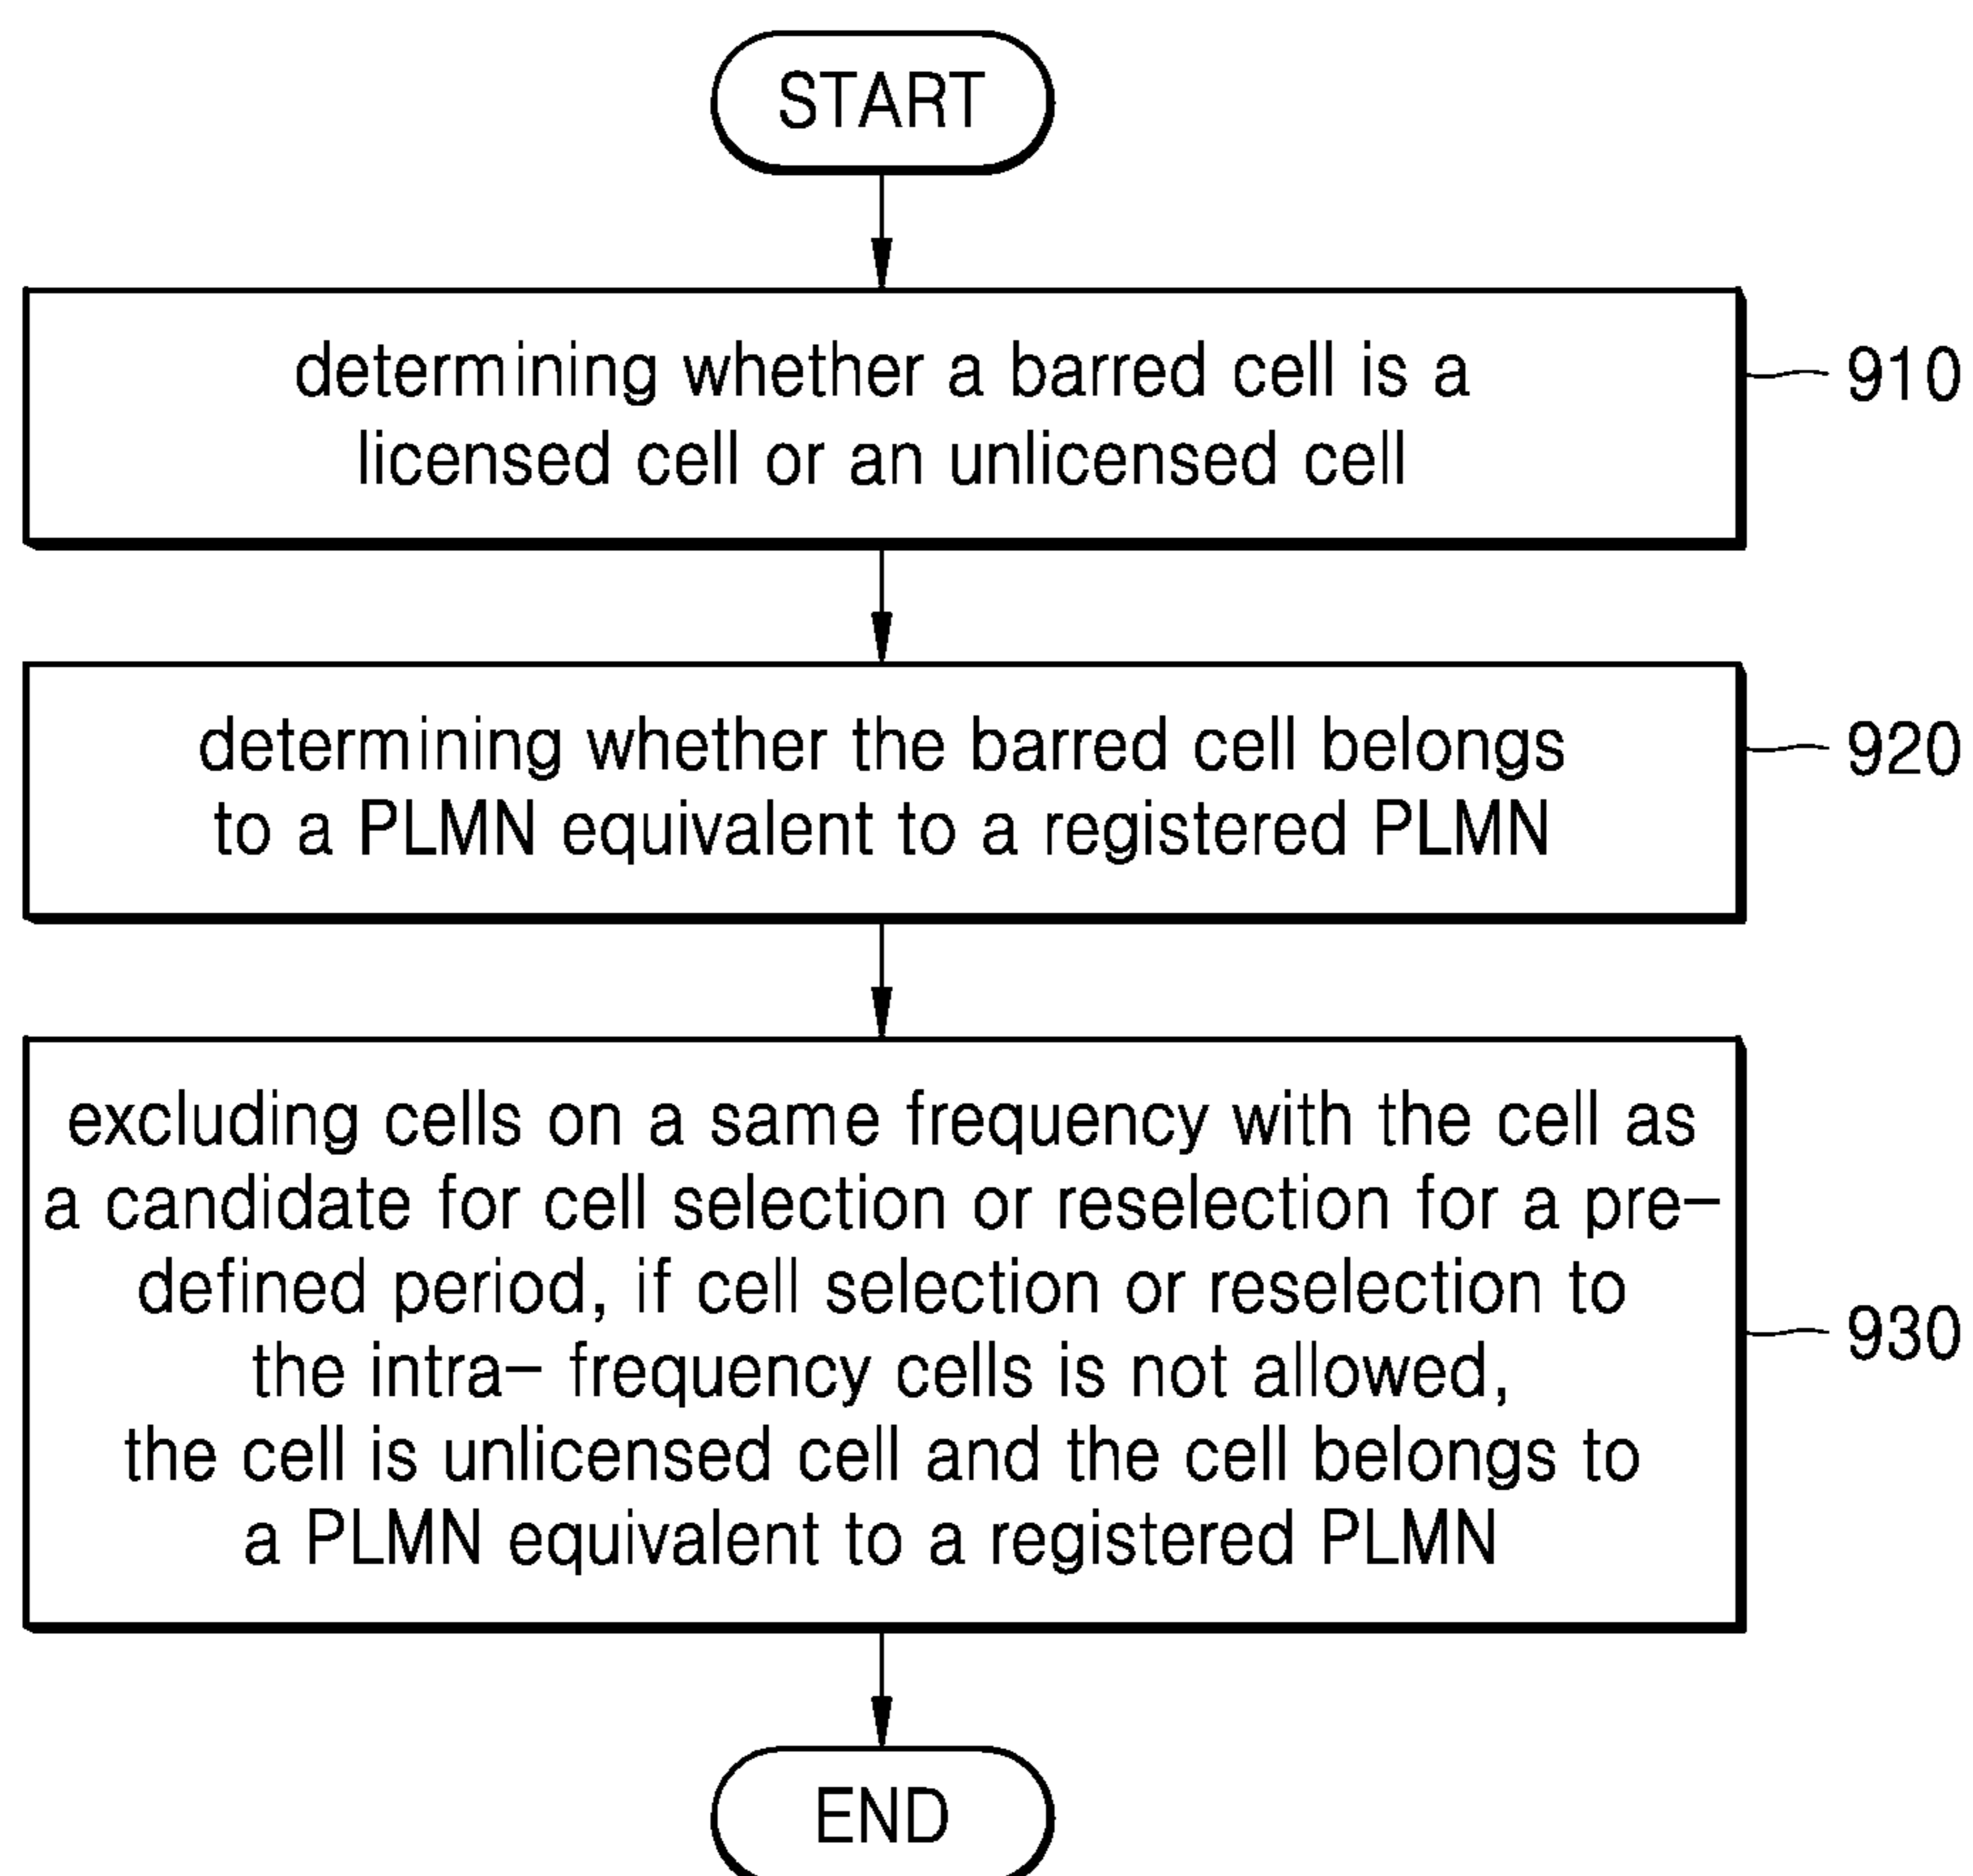 START
determining whether a barred cell is a
licensed cell or an unlicensed cell
910
determining whether the barred cell belongs
to a PLMN equivalent to a registered PLMN
920
excluding cells on a same frequency with the cell as
a candidate for cell selection or reselection for a pre–
defined period, if cell selection or reselection to
the intra– frequency cells is not allowed,
the cell is unlicensed cell and the cell belongs to
a PLMN equivalent to a registered PLMN
930
END